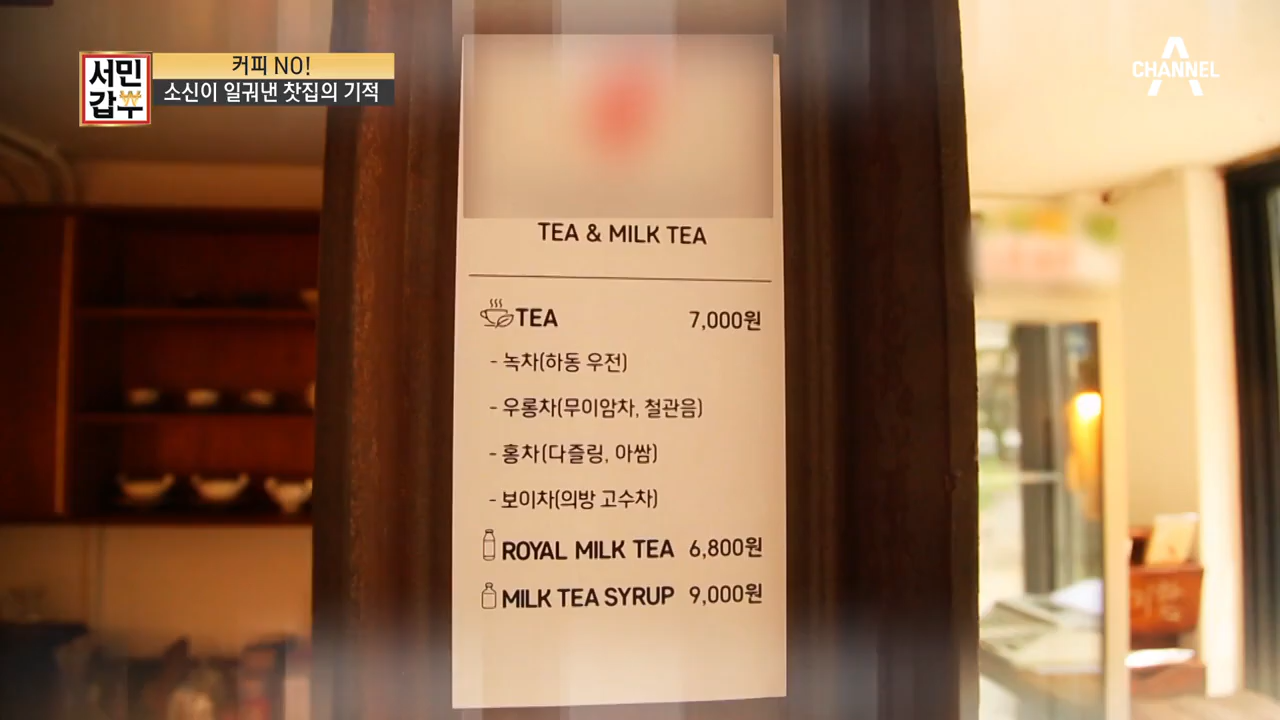 서민갑부
커피 NO!
소신이 일궈낸 찻집의 기적
CHANNEL A
TEA & MILK TEA
TEA 7,000원
- 녹차(하동 우전)
- 우롱차(무이암차, 철관음)
- 홍차(다즐링, 아쌈)
- 보이차(의방 고수차)
ROYAL MILK TEA 6,800원
MILK TEA SYRUP 9,000원